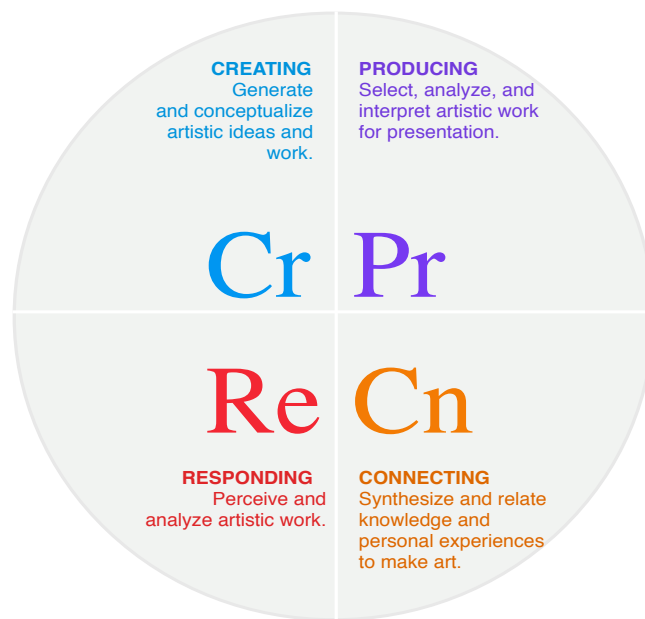 CREATING
Generate
and conceptualize
artistic ideas and
work.
PRODUCING
Select, analyze, and
interpret artistic work
for presentation.
Cr
Pr
Re
Cn
RESPONDING
Perceive and
analyze artistic work.
CONNECTING
Synthesize and relate
knowledge and
personal experiences
to make art.